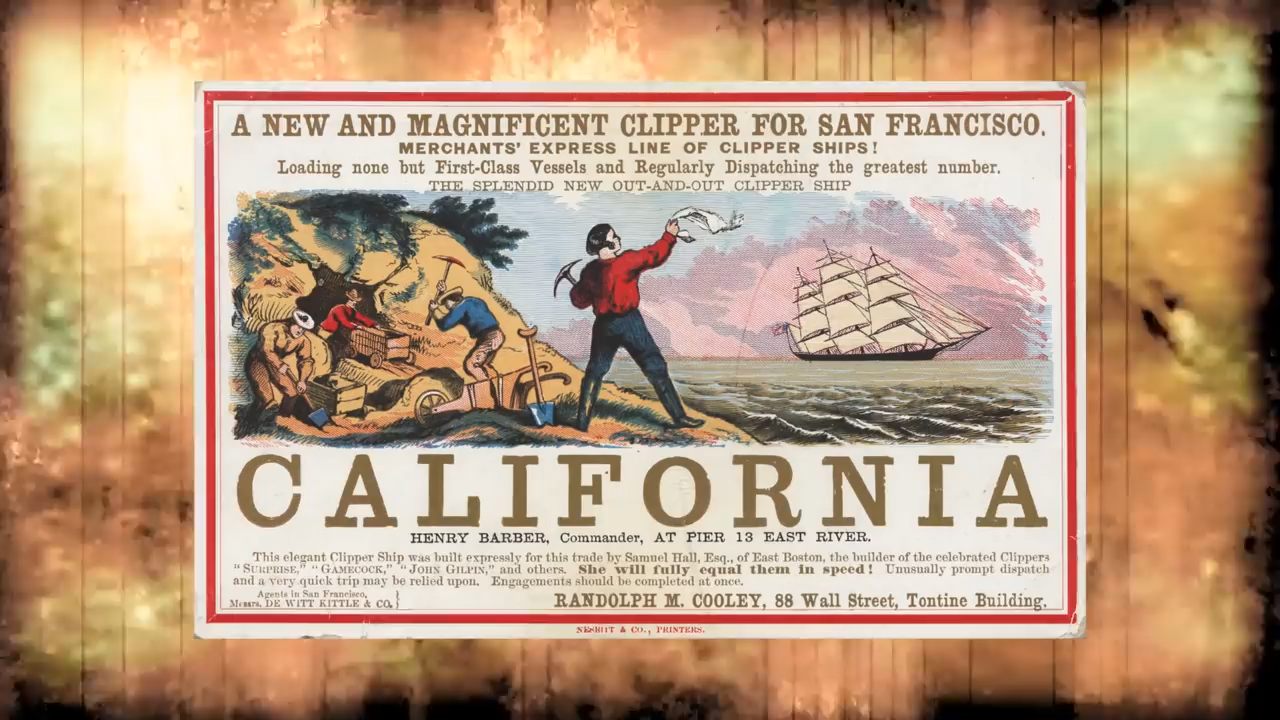 A NEW AND MAGNIFICENT CLIPPER FOR SAN FRANCISCO.
MERCHANTS' EXPRESS LINE OF CLIPPER SHIPS!
Loading none but First-Class Vessels and Regularly Dispatching the greatest number.
THE SPLENDID NEW OUT-AND-OUT CLIPPER SHIP
CALIFORNIA
HENRY BARBER, Commander, AT PIER 13 EAST RIVER.
This elegant Clipper Ship was built expressly for this trade by Samuel Hall, Esq., of East Boston, the builder of the celebrated Clippers
"SURPRISE," "GAMECOCK," "JOHN GILPIN," and others. She will fully equal them in speed! Unusually prompt dispatch
and a very quick trip may be relied upon. Engagements should be completed at once.
Agents in San Francisco,
Messrs. DE WITT KITTLE & CO.
RANDOLPH M. COOLEY, 88 Wall Street, Tontine Building.
NESBITT & CO., PRINTERS.